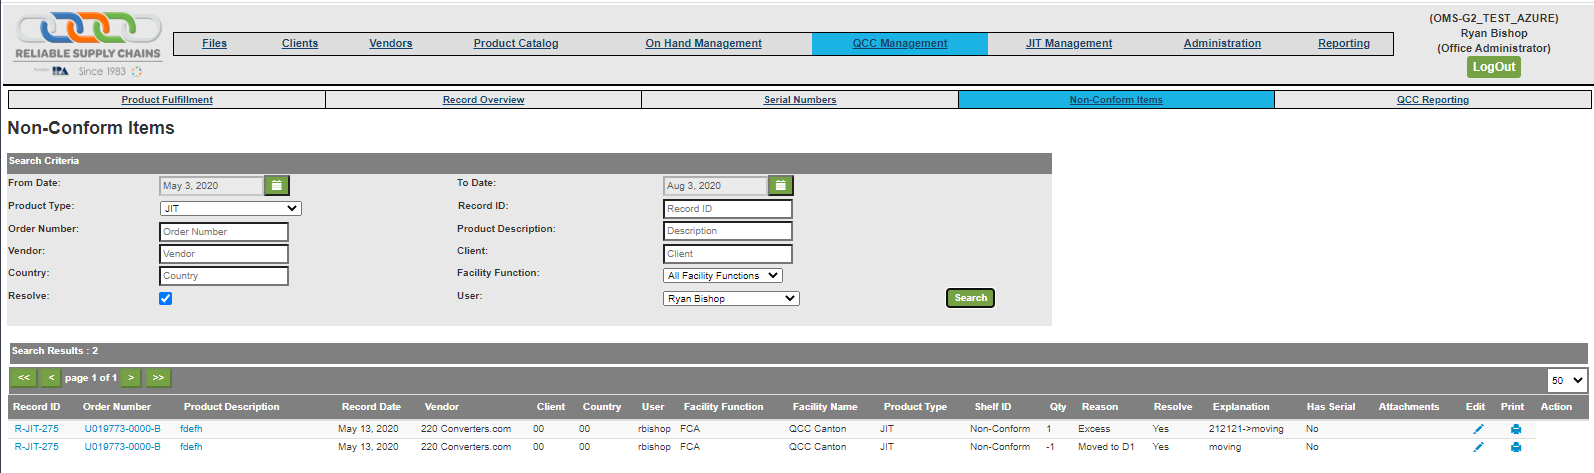 RELIABLE SUPPLY CHAINS
IPA Since 1983
Files Clients Vendors Product Catalog On Hand Management QCC Management JIT Management Administration Reporting
(OMS-G2_TEST_AZURE)
Ryan Bishop
(Office Administrator)
LogOut
Product Fulfillment Record Overview Serial Numbers Non-Conform Items QCC Reporting
Non-Conform Items
Search Criteria
From Date: May 3, 2020 To Date: Aug 3, 2020
Product Type: JIT Record ID: Record ID
Order Number: Order Number Product Description: Description
Vendor: Vendor Client: Client
Country: Country Facility Function: All Facility Functions
Resolve: User: Ryan Bishop Search
Search Results : 2
<< < page 1 of 1 > >> 50
Record ID Order Number Product Description Record Date Vendor Client Country User Facility Function Facility Name Product Type Shelf ID Qty Reason Resolve Explanation Has Serial Attachments Edit Print Action
R-JIT-275 U019773-0000-B fdefh May 13, 2020 220 Converters.com 00 00 rbishop FCA QCC Canton JIT Non-Conform 1 Excess Yes 212121->moving No
R-JIT-275 U019773-0000-B fdefh May 13, 2020 220 Converters.com 00 00 rbishop FCA QCC Canton JIT Non-Conform -1 Moved to D1 Yes moving No